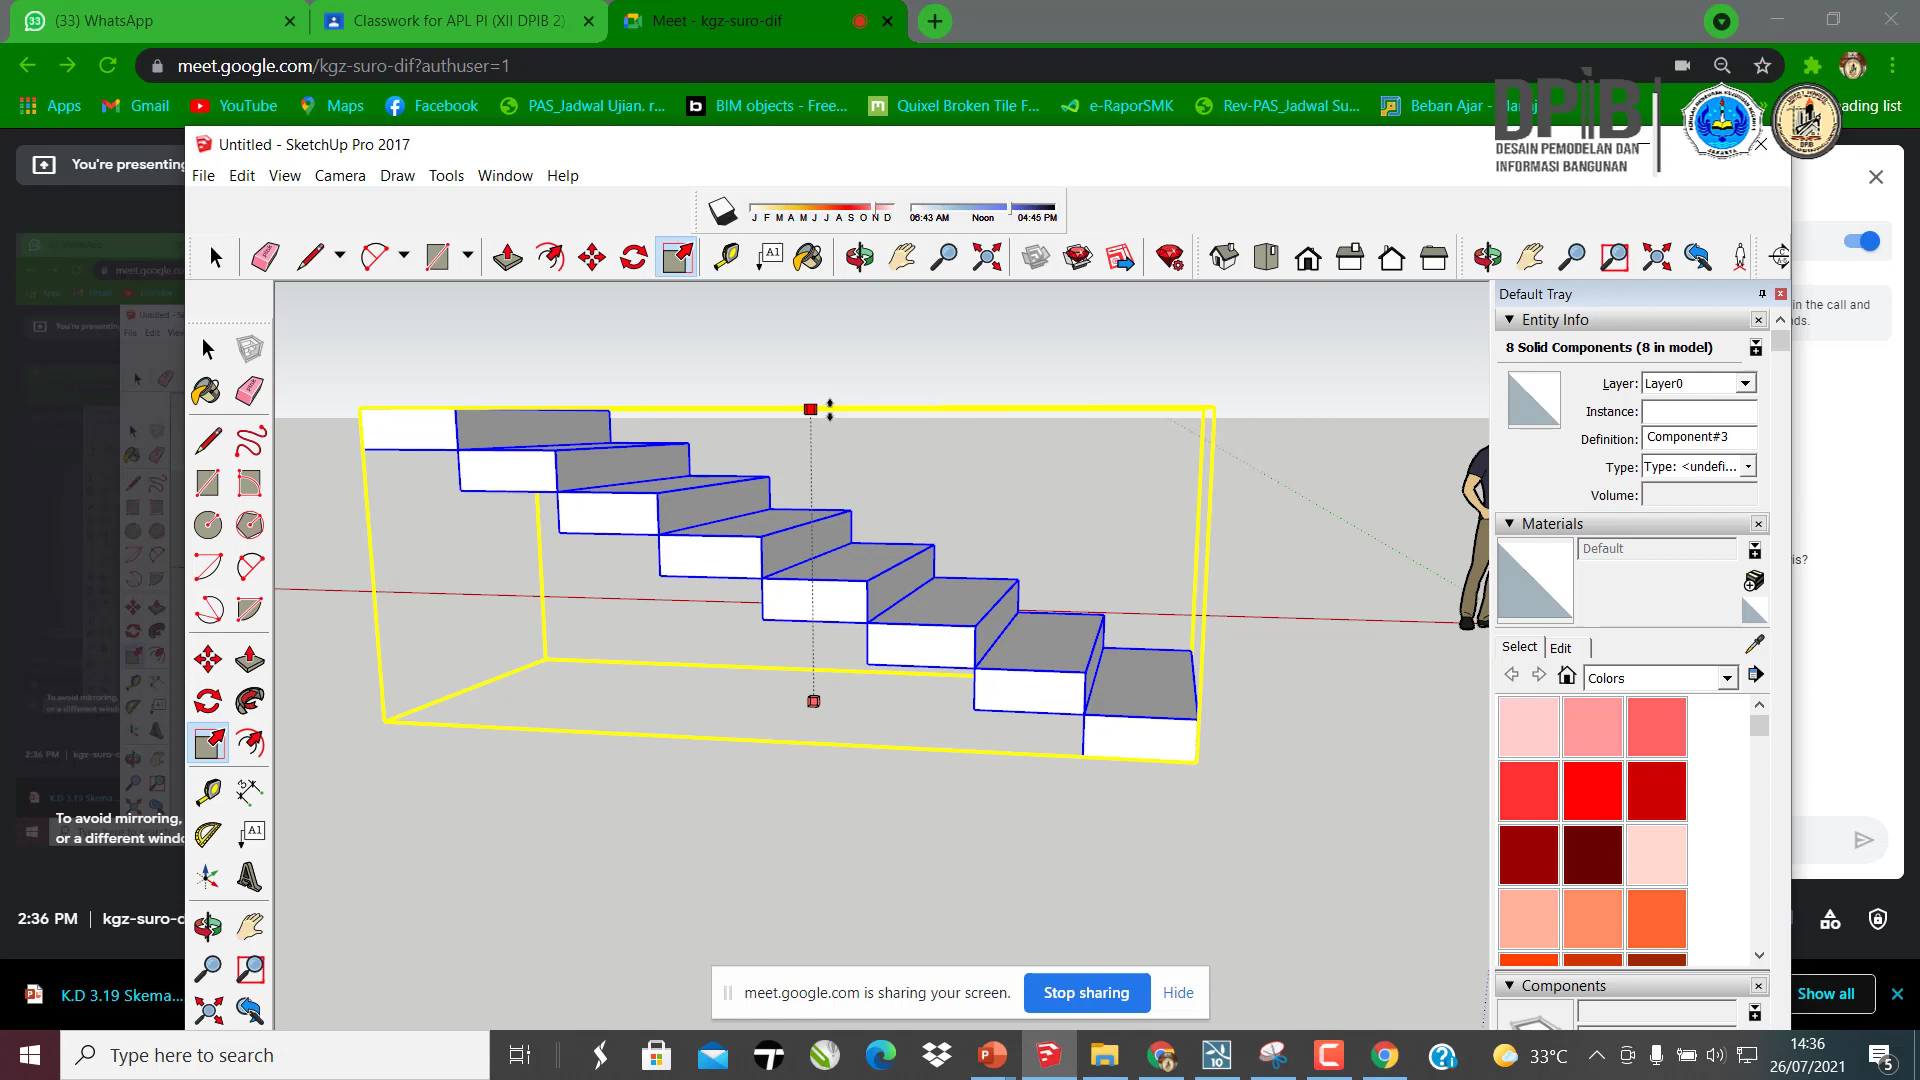 (33) WhatsApp
Classwork for APL PI (XII DPIB 2)
Meet - kgz-suro-dif
meet.google.com/kgz-suro-dif?authuser=1
Apps
Gmail
YouTube
Maps
Facebook
PAS_Jadwal Ujian. r...
BIM objects - Free...
Quixel Broken Tile F...
e-RaporSMK
Rev-PAS_Jadwal Su...
Beban Ajar -
ading list
DPIB
DESAIN PEMODELAN DAN
INFORMASI BANGUNAN
You're presenting
Untitled - SketchUp Pro 2017
File Edit View Camera Draw Tools Window Help
J F M A M J J A S O N D
06:43 AM Noon 04:45 PM
Default Tray
Entity Info
8 Solid Components (8 in model)
Layer: Layer0
Instance:
Definition: Component#3
Type: Type: <undefi...
Volume:
Materials
Default
Select Edit
Colors
Components
in the call and
ds.
is?
To avoid mirroring,
or a different windo
2:36 PM | kgz-suro-d
K.D 3.19 Skema....
meet.google.com is sharing your screen.
Stop sharing
Hide
Show all
Type here to search
33°C
14:36
26/07/2021
5